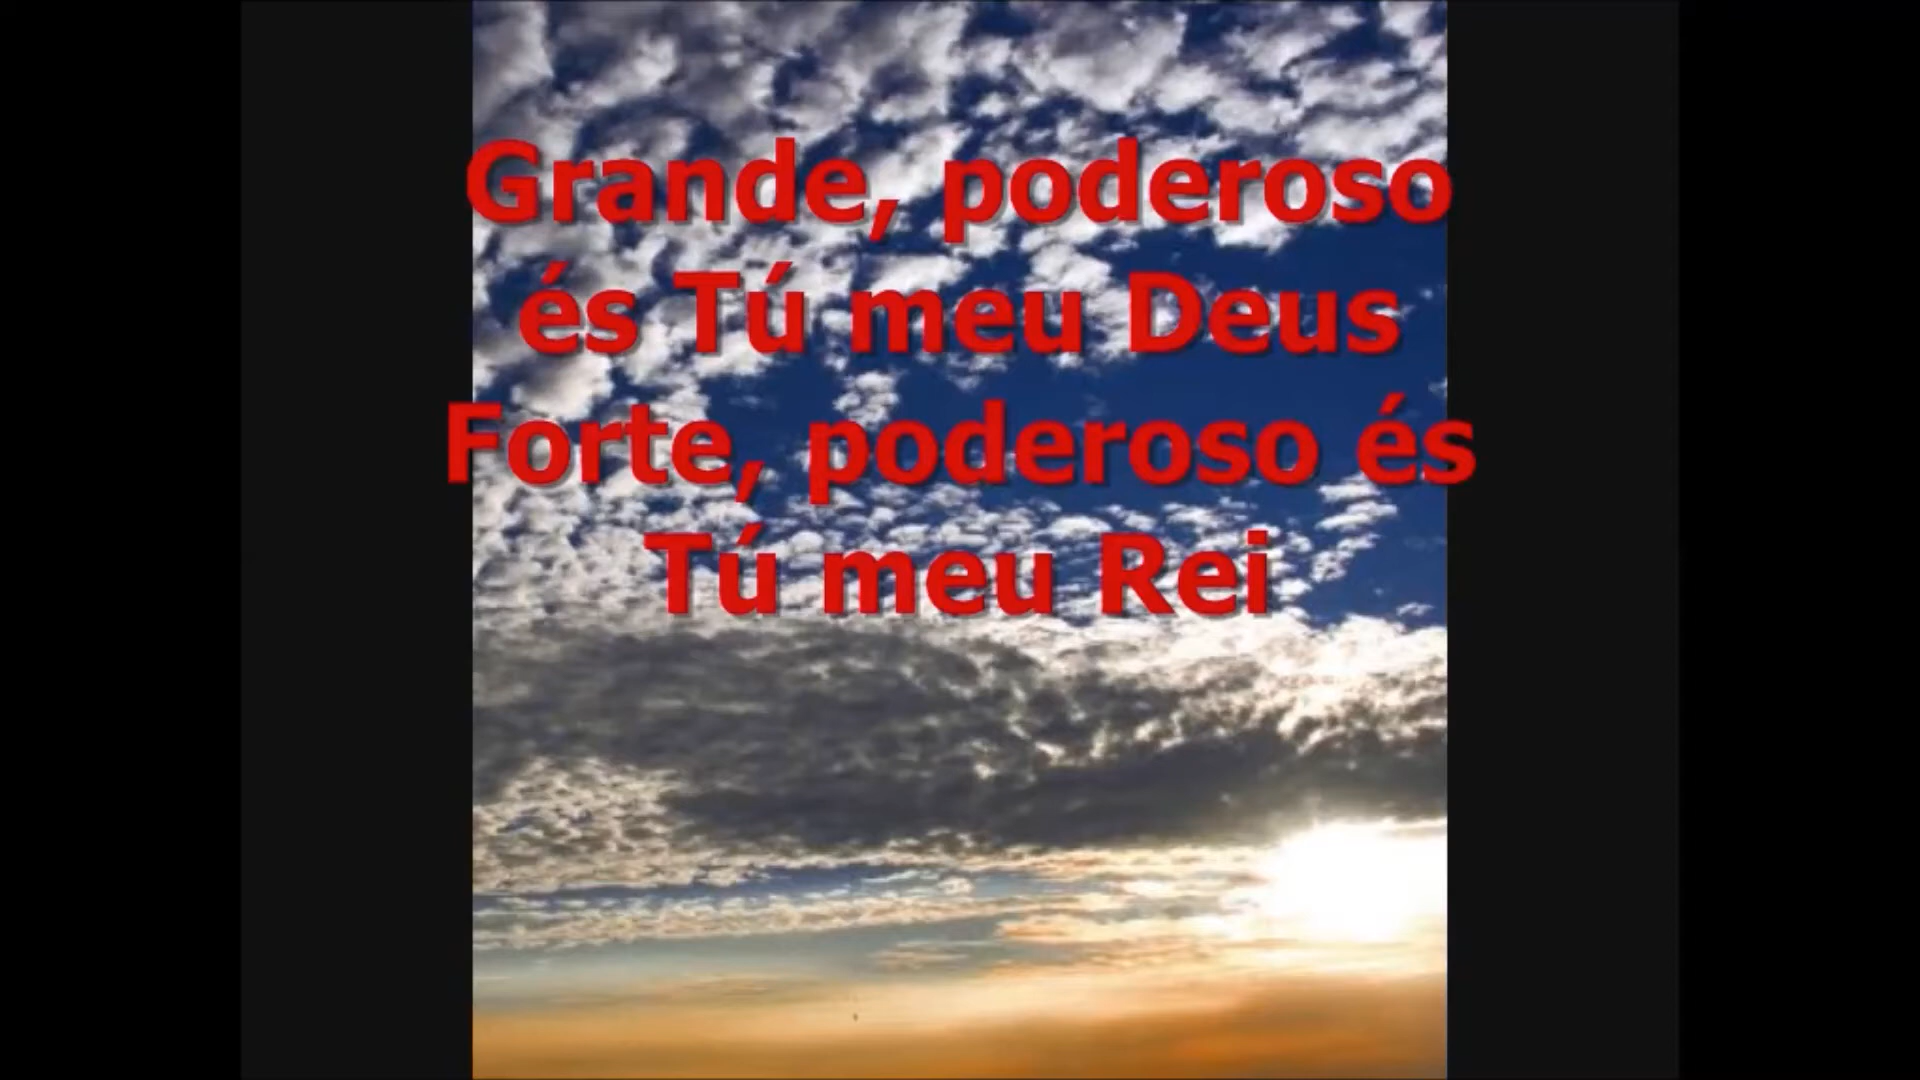 Grande, poderoso
és Tú meu Deus
Forte, poderoso és
Tú meu Rei